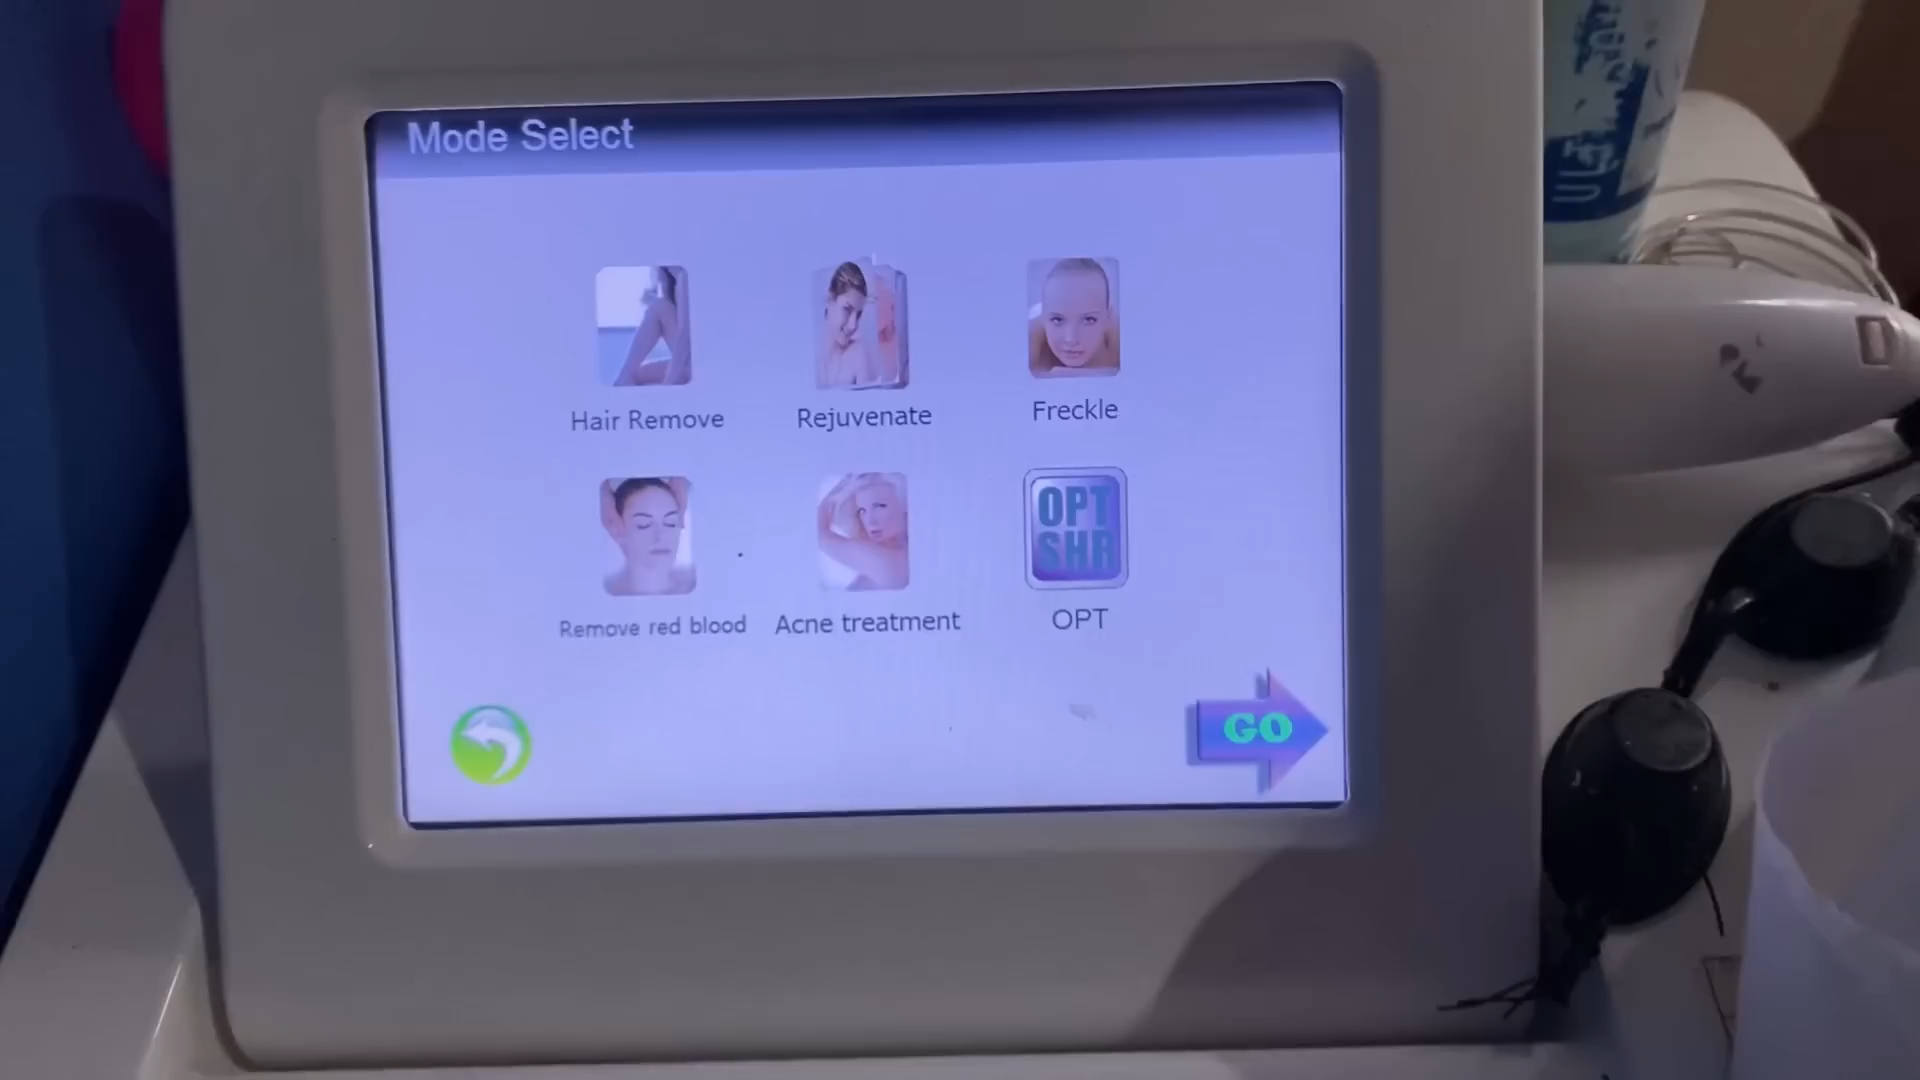 Mode Select
Hair Remove
Rejuvenate
Freckle
OPT
SHR
Remove red blood
Acne treatment
OPT
GO